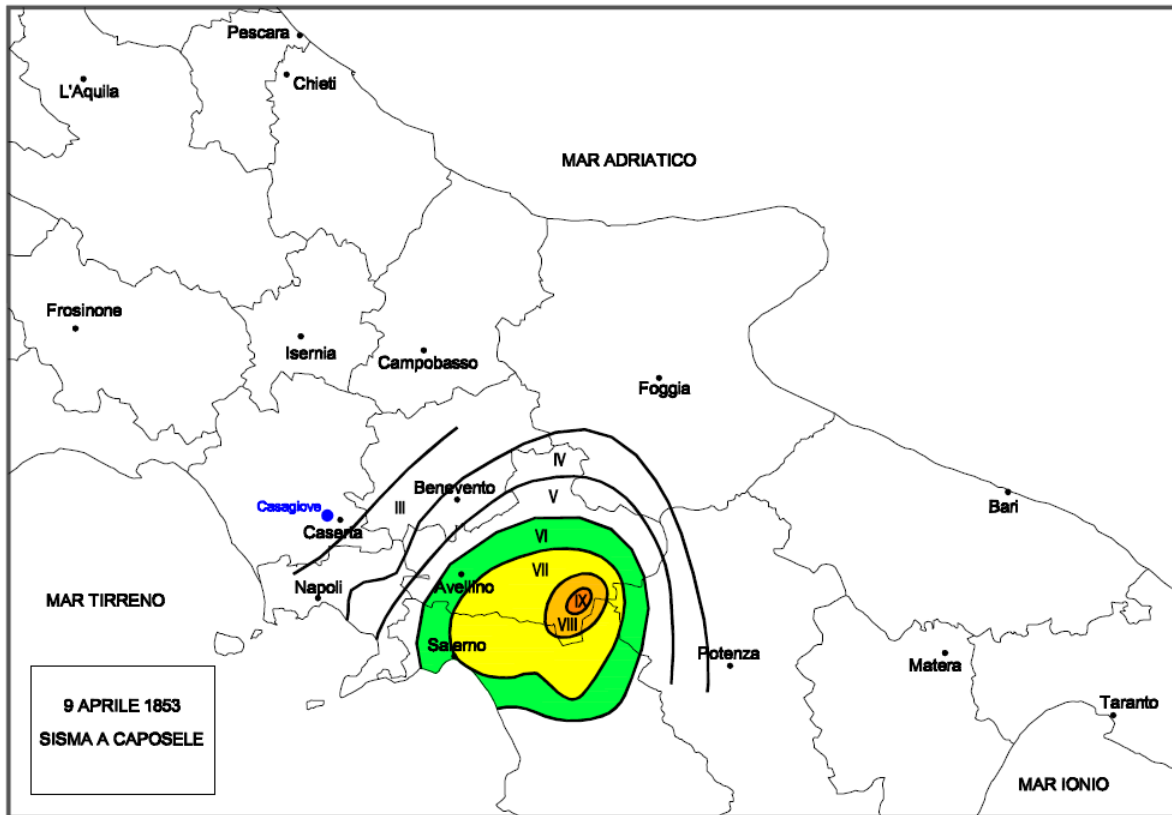 Pescara
Chieti
L'Aquila
MAR ADRIATICO
Frosinone
Isernia
Campobasso
Foggia
IV
Benevento
V
III
Casagiove
Caserta
Bari
I
VI
VII
Napoli
Avellino
MAR TIRRENO
IX
VIII
Salerno
Potenza
Matera
9 APRILE 1853
SISMA A CAPOSELE
Taranto
MAR IONIO